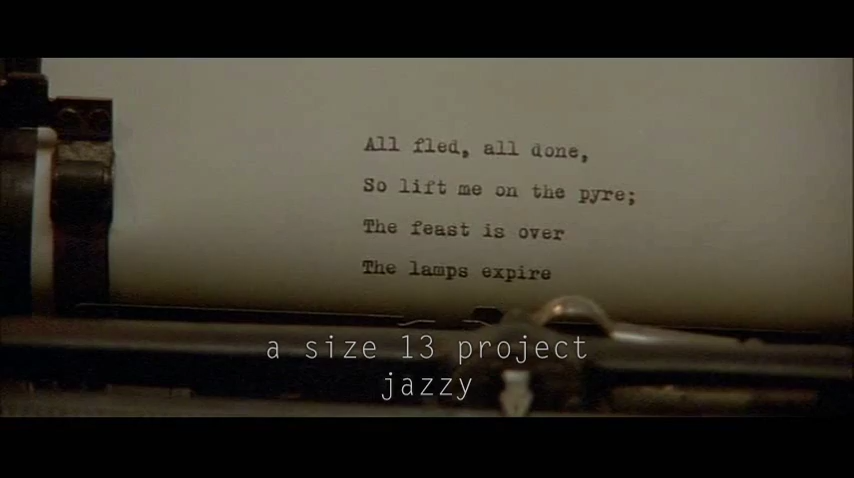 All fled, all done,
So lift me on the pyre;
The feast is over
The lamps expire
a size 13 project
jazzy